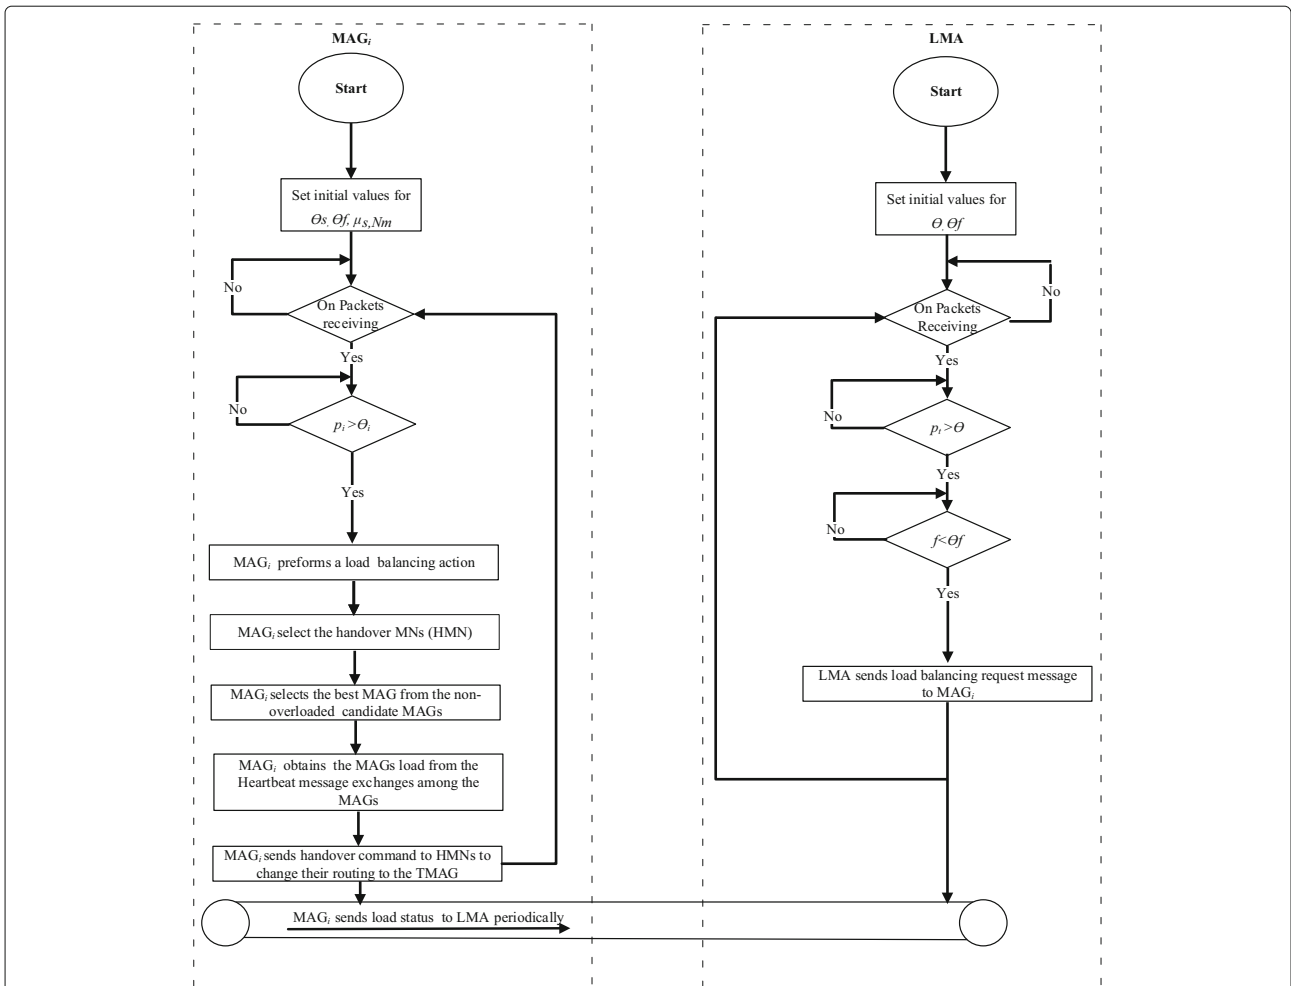 MAGi
Start
Set initial values for
Θs, Θf, μs,Nm
No
On Packets
receiving
Yes
No
pi>Θi
Yes
MAGi preforms a load balancing action
MAGi select the handover MNs (HMN)
MAGi selects the best MAG from the non-
overloaded candidate MAGs
MAGi obtains the MAGs load from the
Heartbeat message exchanges among the
MAGs
MAGi sends handover command to HMNs to
change their routing to the TMAG
MAGi sends load status to LMA periodically
LMA
Start
Set initial values for
Θ, Θf
No
On Packets
Receiving
Yes
No
pt>Θ
Yes
No
f<Θf
Yes
LMA sends load balancing request message
to MAGi